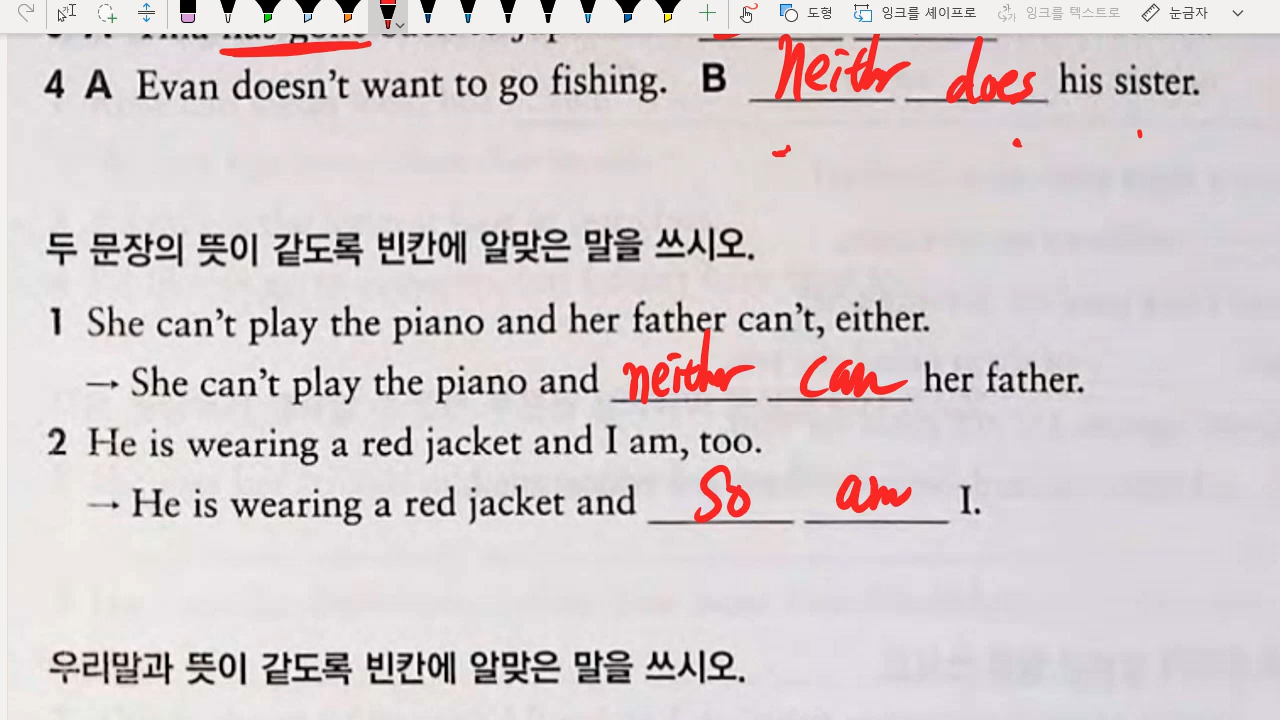 도형 잉크를 셰이프로 잉크를 텍스트로 눈금자
has gone
4 A Evan doesn't want to go fishing. B Neithr does his sister.
두 문장의 뜻이 같도록 빈칸에 알맞은 말을 쓰시오.
1 She can't play the piano and her father can't, either.
→ She can't play the piano and neither can her father.
2 He is wearing a red jacket and I am, too.
→ He is wearing a red jacket and So am I.
우리말과 뜻이 같도록 빈칸에 알맞은 말을 쓰시오.